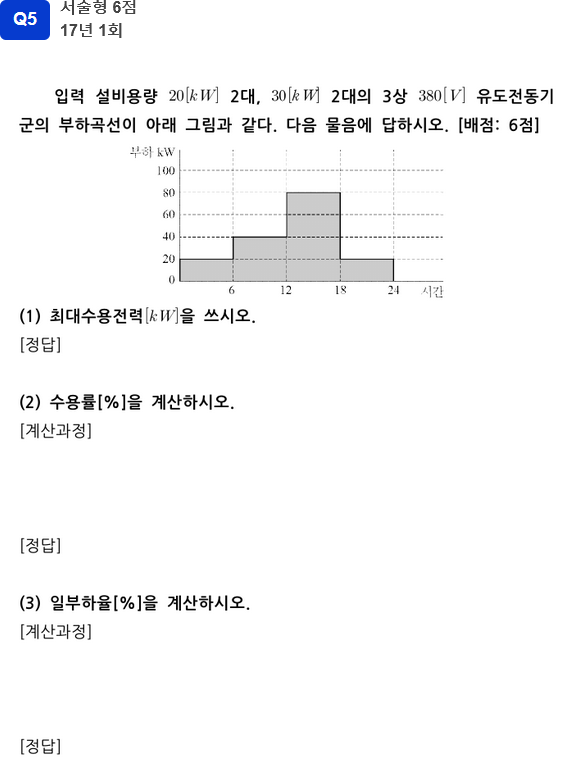 Q5
서술형 6점
17년 1회
입력 설비용량 20[kW] 2대, 30[kW] 2대의 3상 380[V] 유도전동기
군의 부하곡선이 아래 그림과 같다. 다음 물음에 답하시오. [배점: 6점]
부하 kW
100
80
60
40
20
0
6 12 18 24 시간
(1) 최대수용전력[kW]을 쓰시오.
[정답]
(2) 수용률[%]을 계산하시오.
[계산과정]
[정답]
(3) 일부하율[%]을 계산하시오.
[계산과정]
[정답]